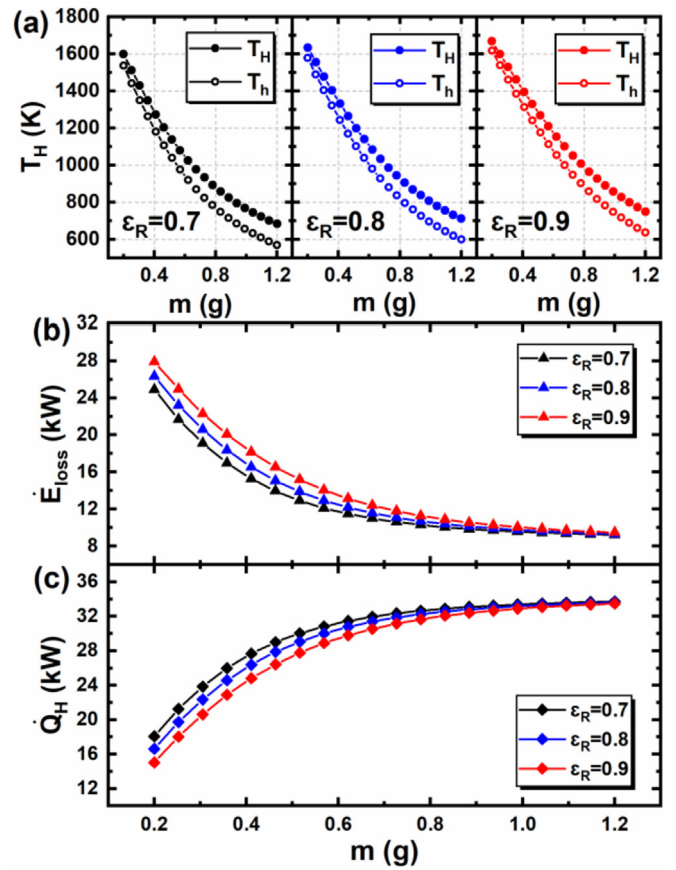 (a)
1800
1600
1400
1200
1000
800
600
T_H (K)
T_H
T_h
ε_R=0.7
T_H
T_h
ε_R=0.8
T_H
T_h
ε_R=0.9
0.4 0.8 1.2 0.4 0.8 1.2 0.4 0.8 1.2
m (g) m (g) m (g)
(b)
32
28
24
20
16
12
8
Ė_loss (kW)
ε_R=0.7
ε_R=0.8
ε_R=0.9
(c)
36
32
28
24
20
16
12
Q̇_H (kW)
ε_R=0.7
ε_R=0.8
ε_R=0.9
0.2 0.4 0.6 0.8 1.0 1.2
m (g)